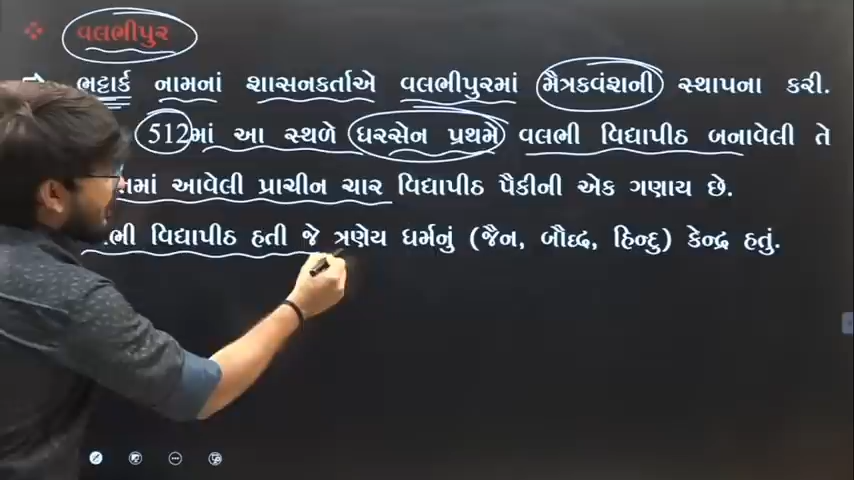 વલભીપુર
ભટ્ટાર્ક નામનાં શાસનકર્તાએ વલભીપુરમાં મૈત્રકવંશની સ્થાપના કરી.
512માં આ સ્થળે ધરસેન પ્રથમે વલભી વિદ્યાપીઠ બનાવેલી તે
આવેલી પ્રાચીન ચાર વિદ્યાપીઠ પૈકીની એક ગણાય છે.
વિદ્યાપીઠ હતી જે ત્રણેય ધર્મનું (જૈન, બૌદ્ધ, હિન્દુ) કેન્દ્ર હતું.